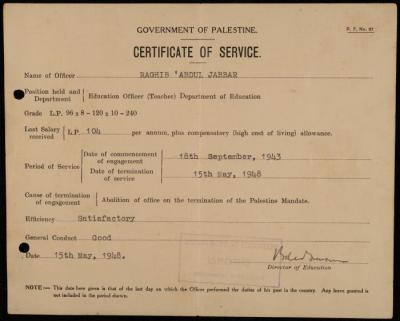 GOVERNMENT OF PALESTINE.
P. F. No. 97
CERTIFICATE OF SERVICE.
Name of Officer RAGHIB 'ABDUL JABBAR
Position held and Department Education Officer (Teacher) Department of Education
Grade LP. 96 x 8 – 120 x 10 – 240
Last Salary received LP. 104 per annum, plus compensatory (high cost of living) allowance.
Period of Service
Date of commencement of engagement 18th September, 1943
Date of termination of service 15th May, 1948
Cause of termination of engagement Abolition of office on the termination of the Palestine Mandate.
Efficiency Satisfactory
General Conduct Good
Date 15th May, 1948.
Director of Education
NOTE:— This date here given is that of the last day on which the Officer performed the duties of his post in the country. Any leave granted is not included in the period shown.